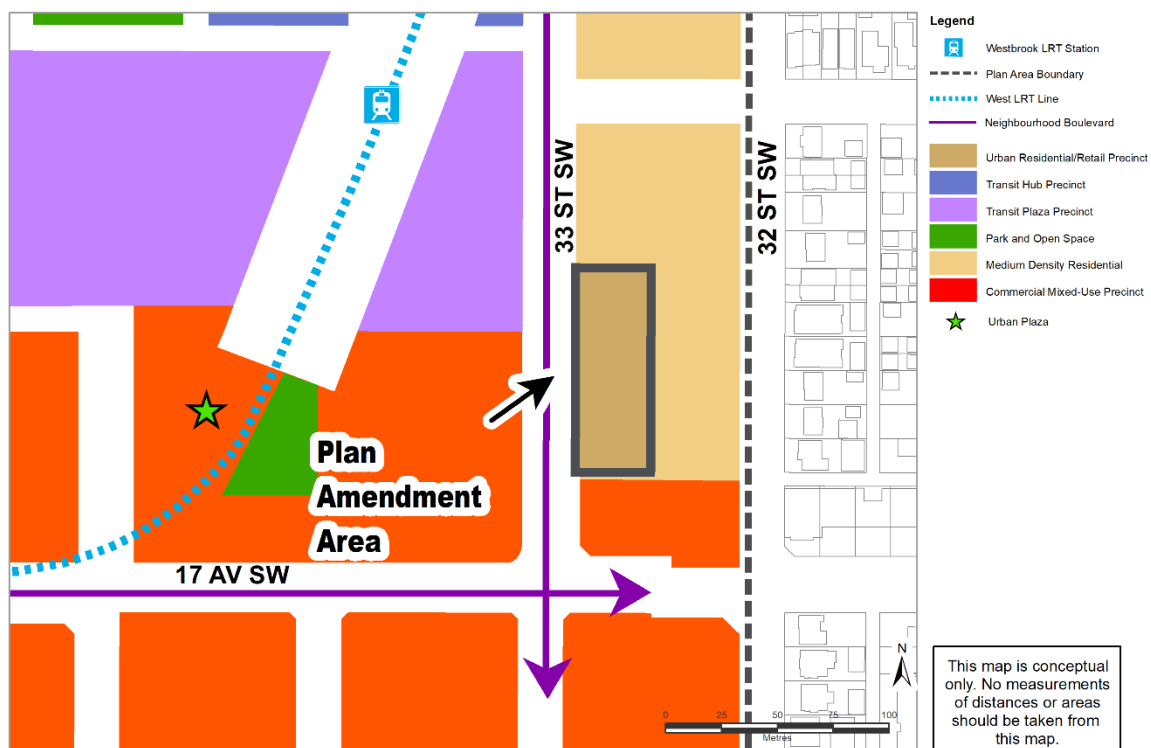 33 ST SW
32 ST SW
Plan
Amendment
Area
17 AV SW
N
0 25 50 75 100
Metres
Legend
Westbrook LRT Station
Plan Area Boundary
West LRT Line
Neighbourhood Boulevard
Urban Residential/Retail Precinct
Transit Hub Precinct
Transit Plaza Precinct
Park and Open Space
Medium Density Residential
Commercial Mixed-Use Precinct
Urban Plaza
This map is conceptual
only. No measurements
of distances or areas
should be taken from
this map.